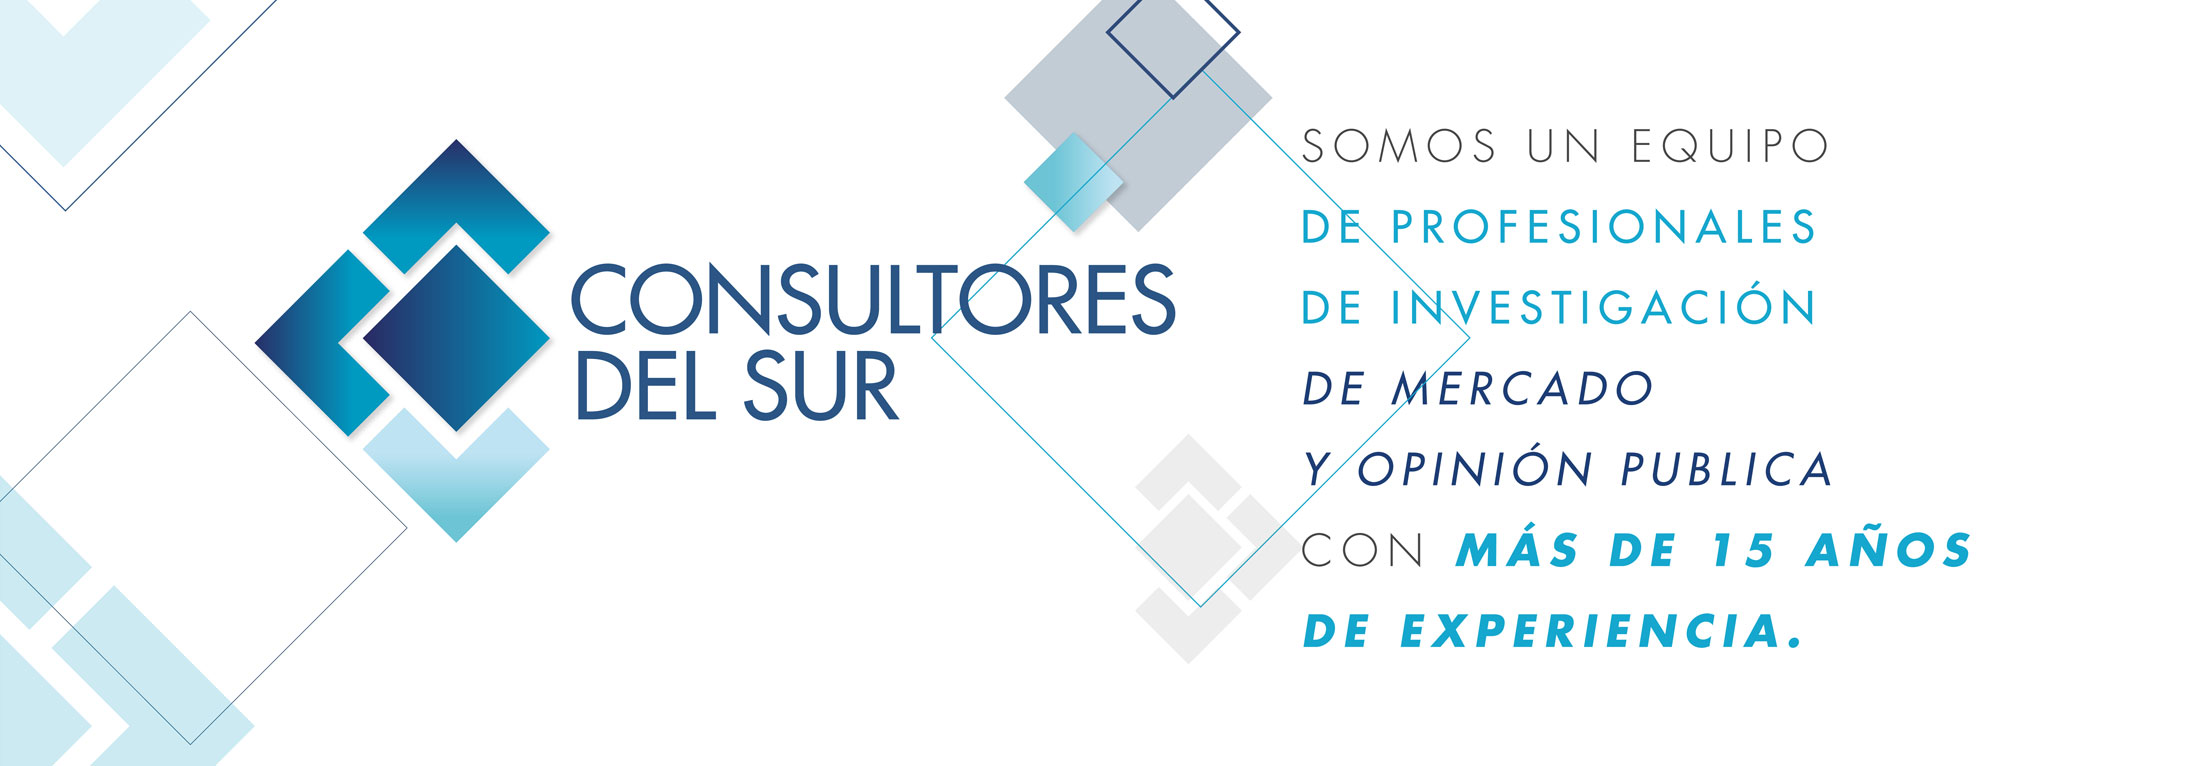 CONSULTORES
DEL SUR
SOMOS UN EQUIPO
DE PROFESIONALES
DE INVESTIGACIÓN
DE MERCADO
Y OPINIÓN PUBLICA
CON MÁS DE 15 AÑOS
DE EXPERIENCIA.